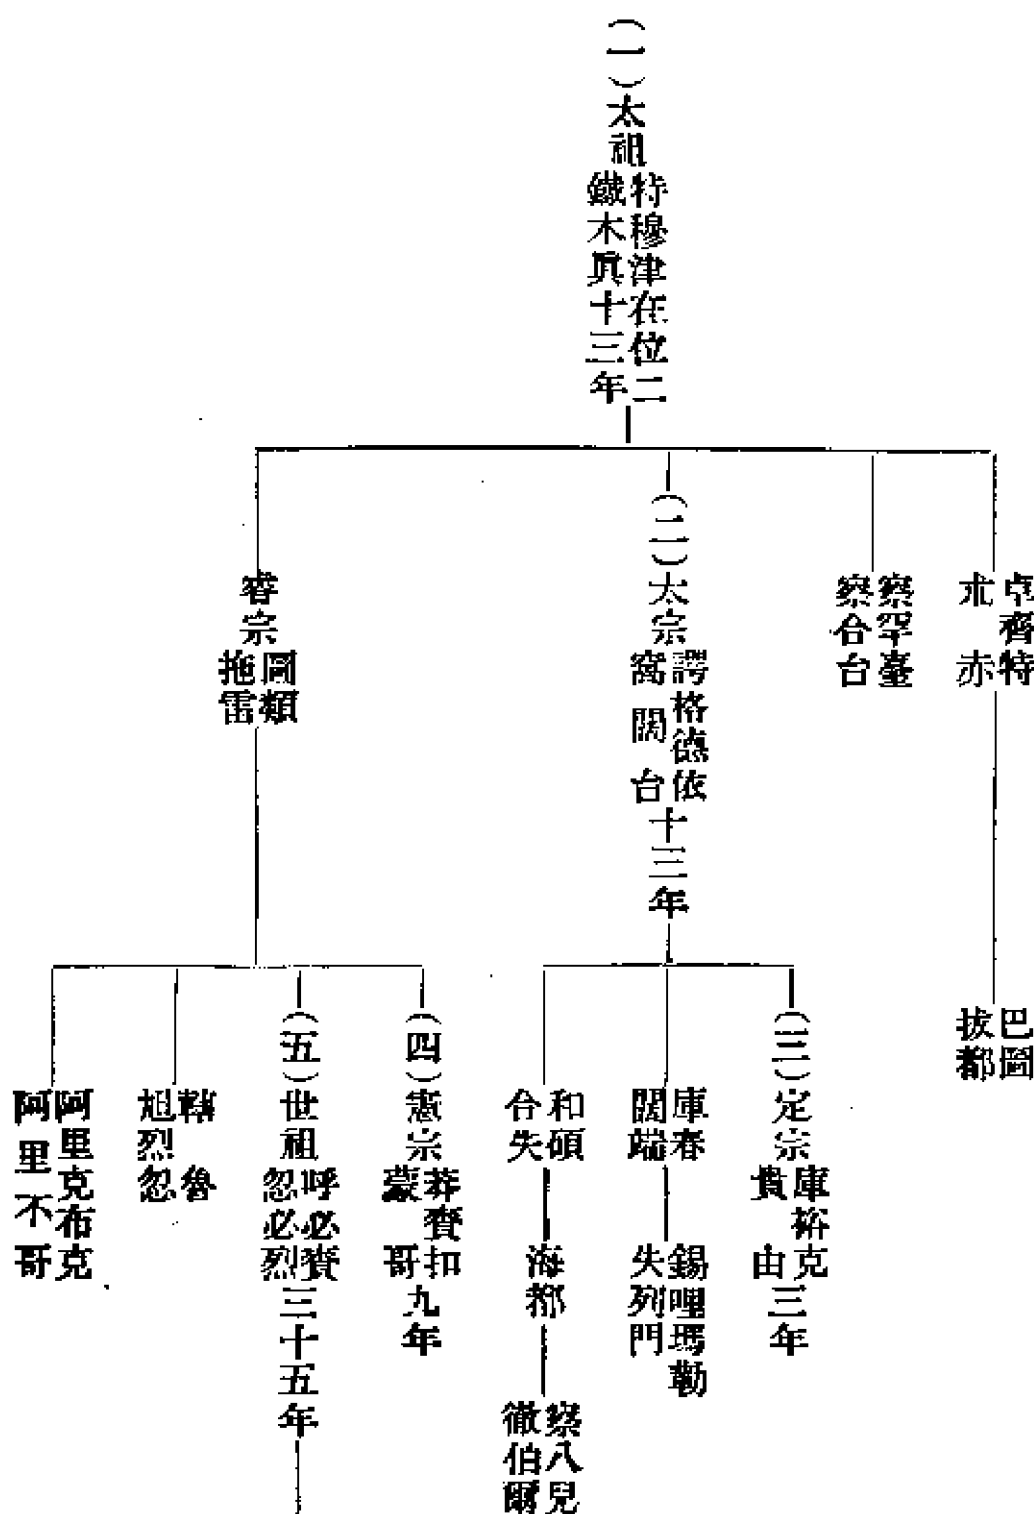 (一)太祖
特穆津在位二
鐵木眞十三年
卓齊特
朮赤
察罕臺
察合台
(二)太宗
諤格德依
窩闊台
十三年
睿宗
圖類
拖雷
巴圖
拔都
(三)定宗
庫裕克
貴由
三年
庫春
闊端
錫哩瑪勒
失列門
和碩
合失
海都
察八兒
徹伯爾
(四)憲宗
莽賚扣
蒙哥
九年
(五)世祖
呼必賚
忽必烈
三十五年
轄魯
旭烈忽
阿里克布克
阿里不哥